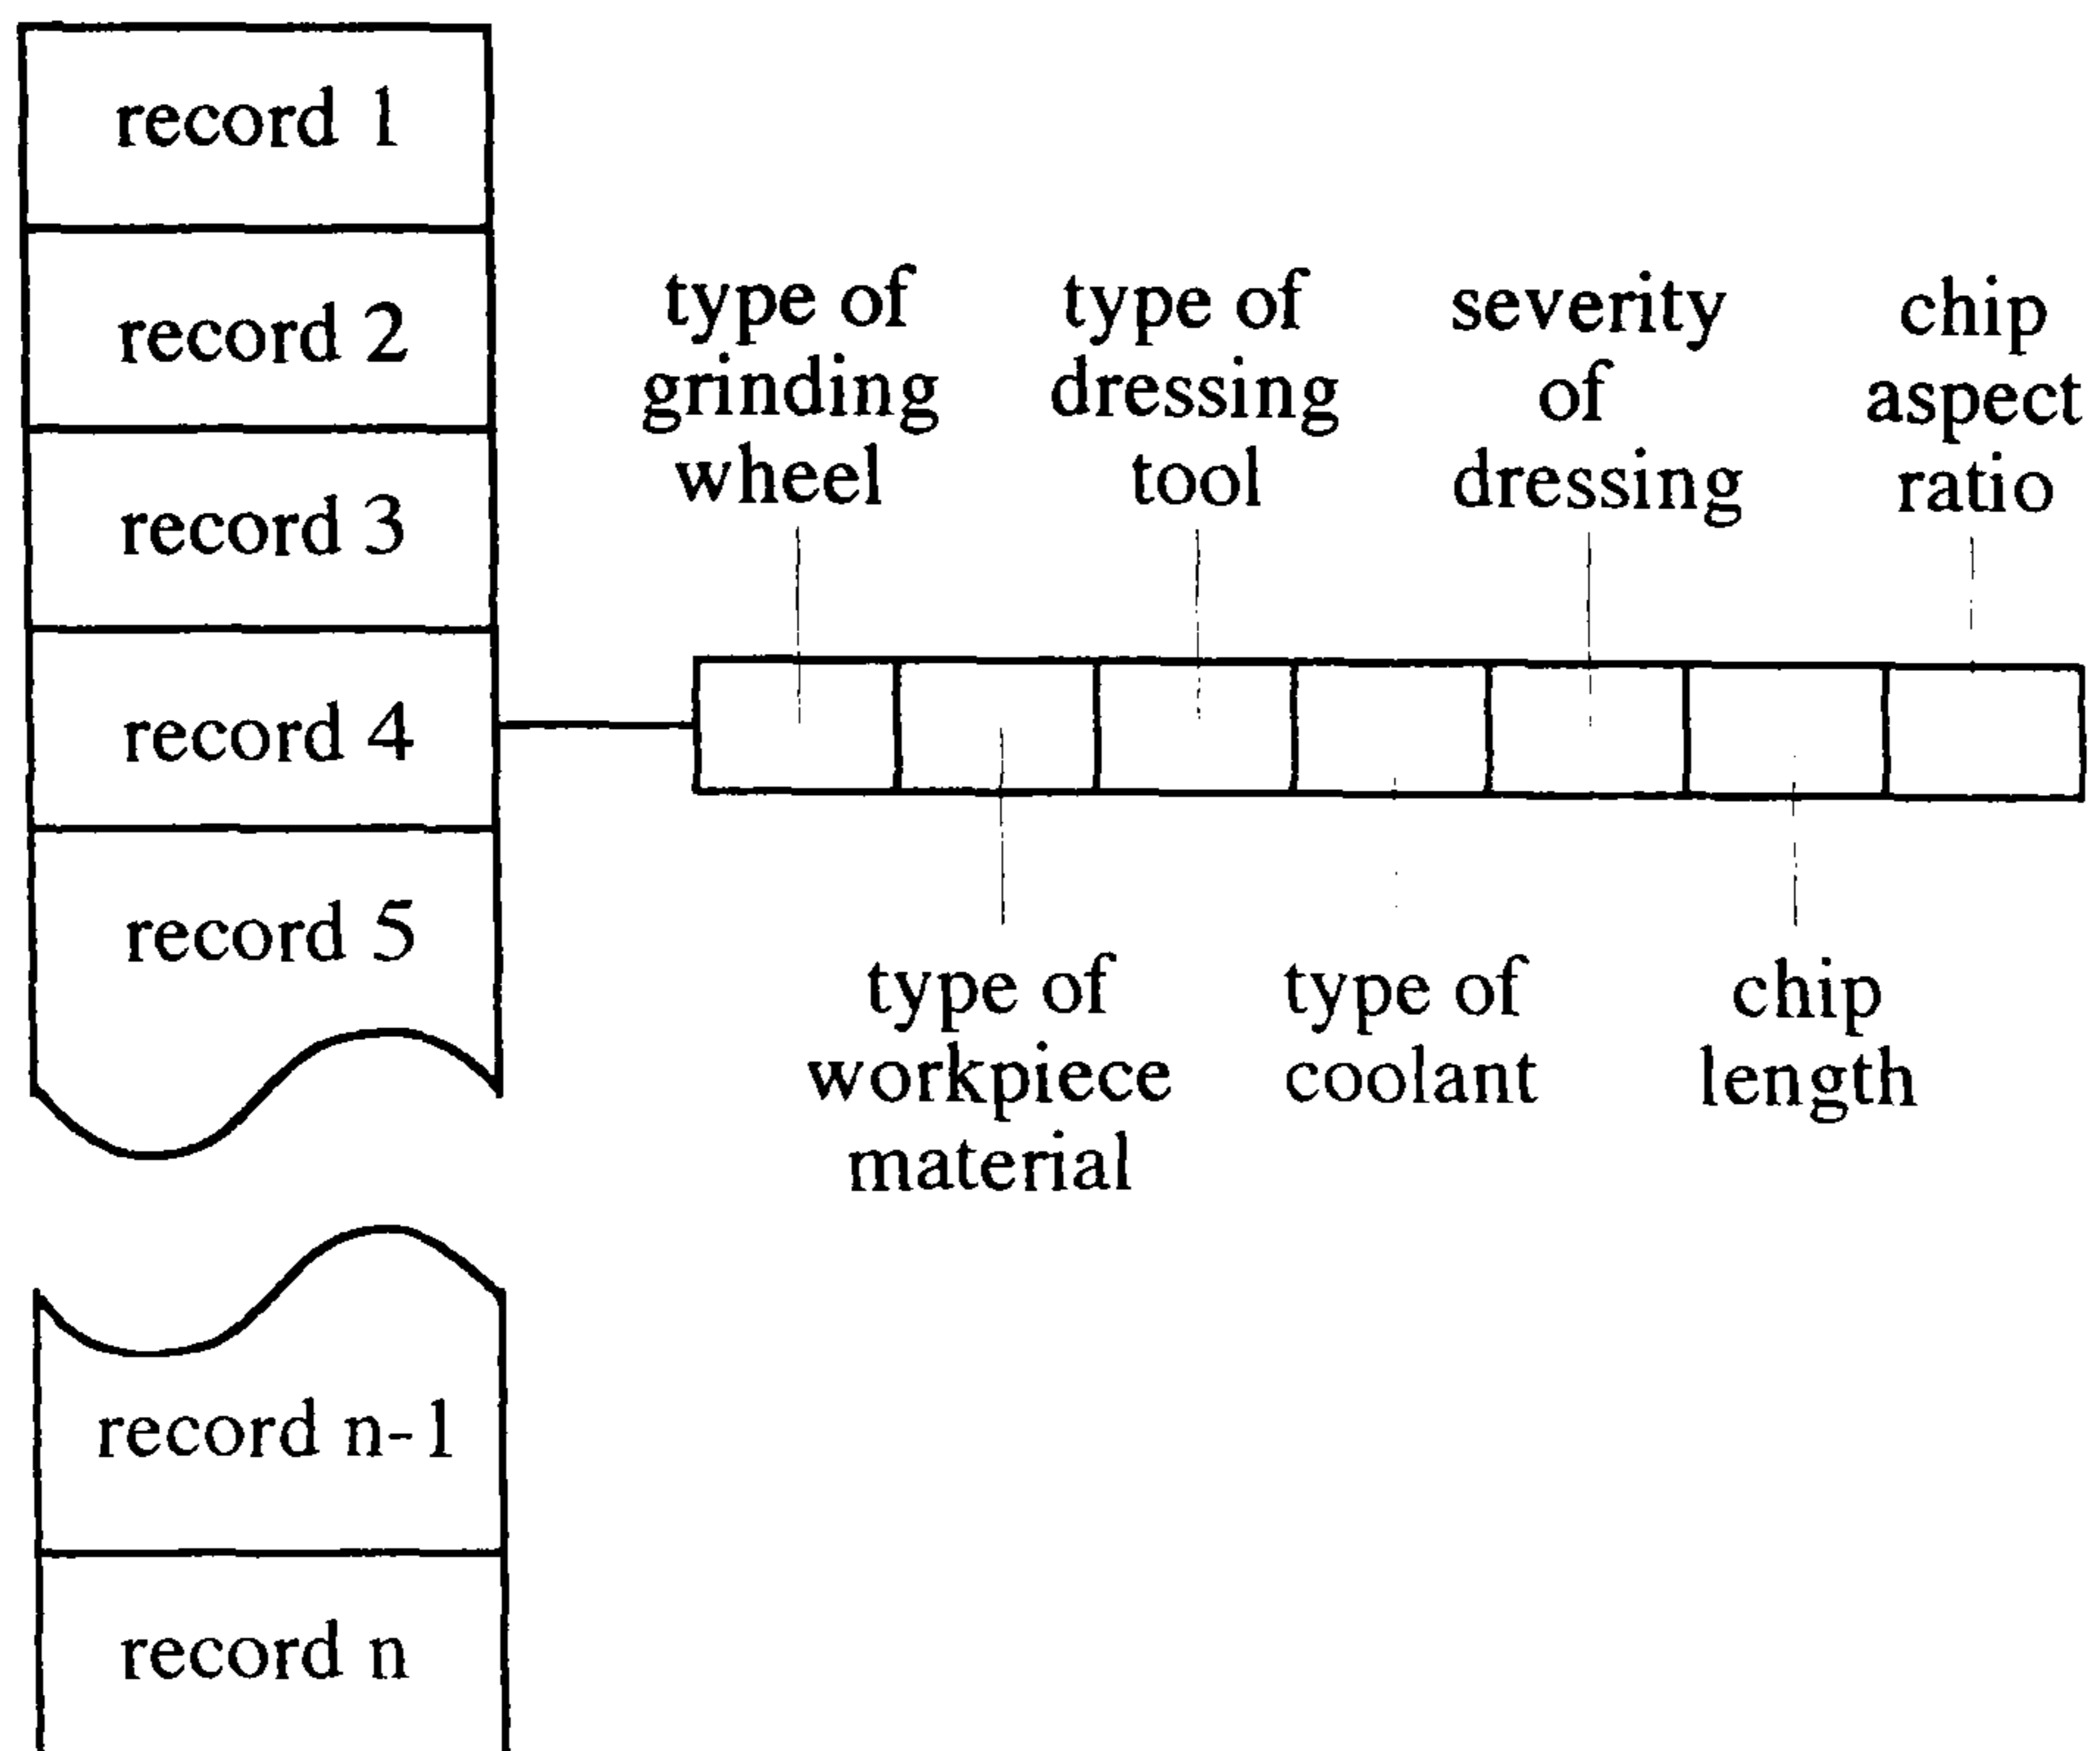 record 1
record 2
record 3
record 4
record 5
record n-1
record n
type of
grinding
wheel
type of
dressing
tool
severity
of
dressing
chip
aspect
ratio
type of
workpiece
material
type of
coolant
chip
length